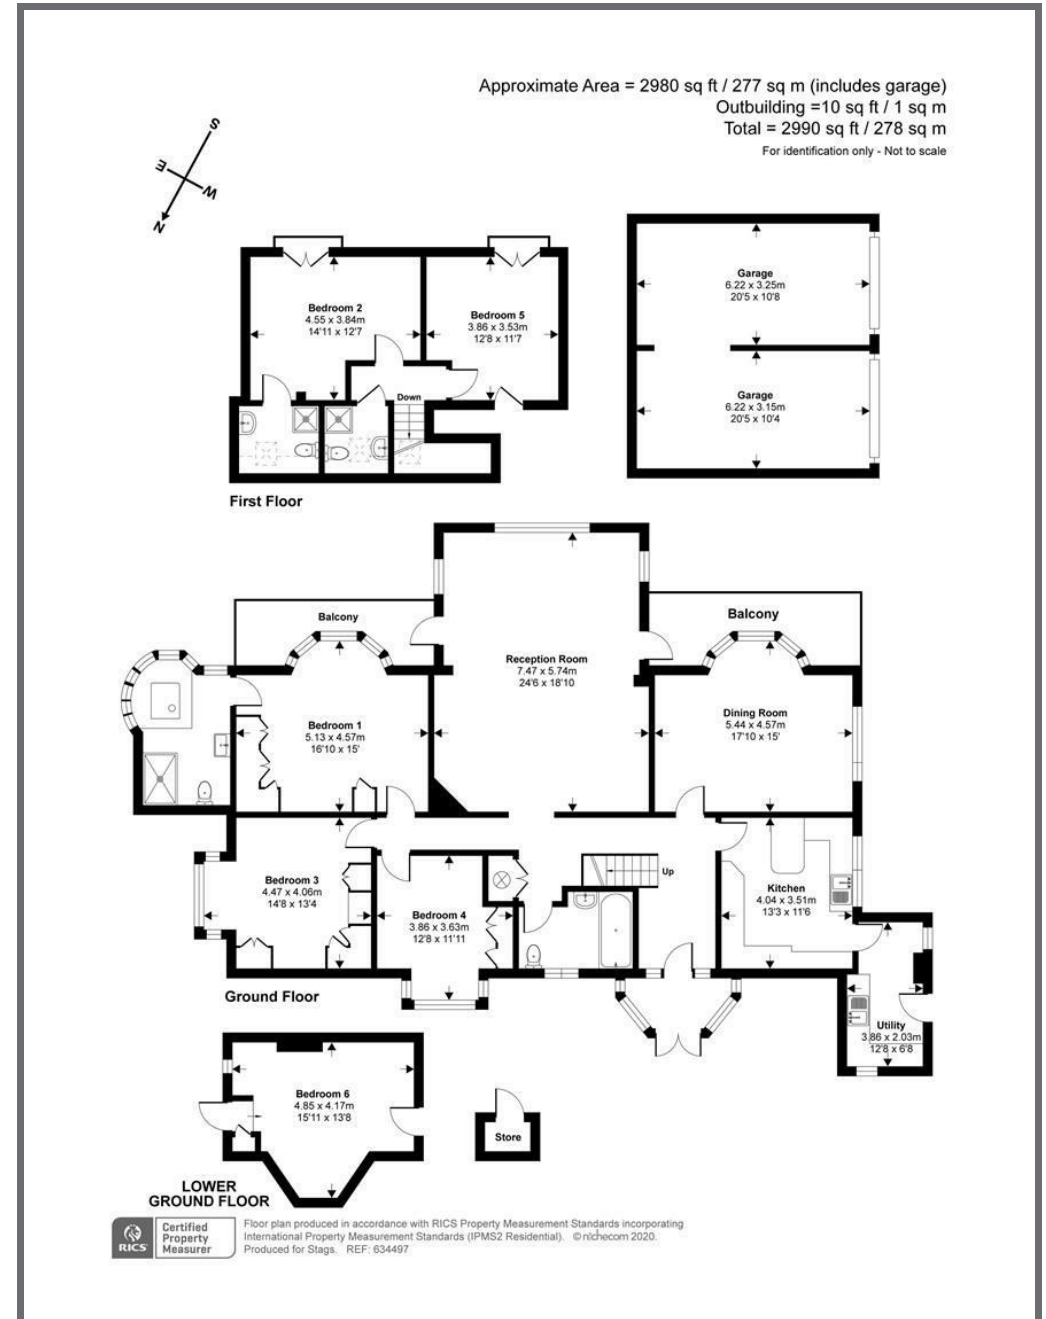 Approximate Area = 2980 sq ft / 277 sq m (includes garage)
Outbuilding =10 sq ft / 1 sq m
Total = 2990 sq ft / 278 sq m
For identification only - Not to scale
S
E
W
N
Bedroom 2
4.55 x 3.84m
14'11 x 12'7
Bedroom 5
3.86 x 3.53m
12'8 x 11'7
Down
First Floor
Garage
6.22 x 3.25m
20'5 x 10'8
Garage
6.22 x 3.15m
20'5 x 10'4
Balcony
Balcony
Reception Room
7.47 x 5.74m
24'6 x 18'10
Bedroom 1
5.13 x 4.57m
16'10 x 15'
Dining Room
5.44 x 4.57m
17'10 x 15'
Bedroom 3
4.47 x 4.06m
14'8 x 13'4
Bedroom 4
3.86 x 3.63m
12'8 x 11'11
Up
Kitchen
4.04 x 3.51m
13'3 x 11'6
Utility
3.86 x 2.03m
12'8 x 6'8
Ground Floor
Bedroom 6
4.85 x 4.17m
15'11 x 13'8
Store
LOWER
GROUND FLOOR
RICS
Certified
Property
Measurer
Floor plan produced in accordance with RICS Property Measurement Standards incorporating
International Property Measurement Standards (IPMS2 Residential). ©nichecom 2020.
Produced for Stags. REF: 634497